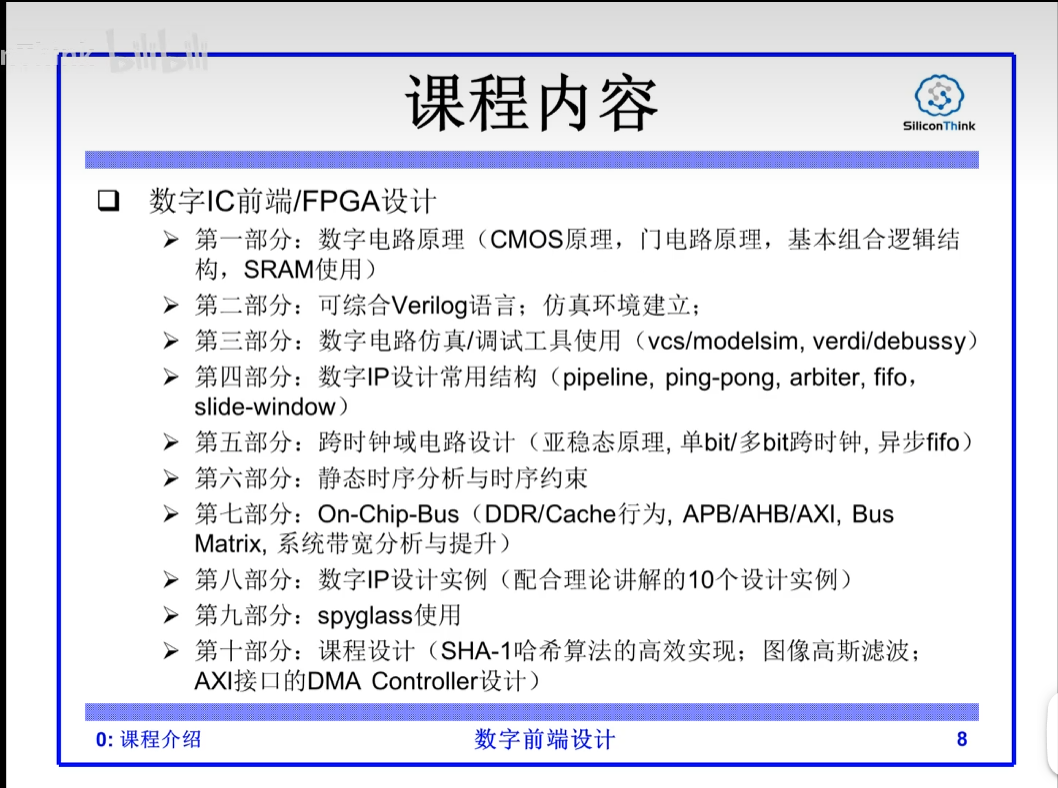 bilibili
课程内容
SiliconThink
数字IC前端/FPGA设计
第一部分：数字电路原理（CMOS原理，门电路原理，基本组合逻辑结
构，SRAM使用）
第二部分：可综合Verilog语言；仿真环境建立；
第三部分：数字电路仿真/调试工具使用（vcs/modelsim, verdi/debussy）
第四部分：数字IP设计常用结构（pipeline, ping-pong, arbiter, fifo，
slide-window）
第五部分：跨时钟域电路设计（亚稳态原理, 单bit/多bit跨时钟, 异步fifo）
第六部分：静态时序分析与时序约束
第七部分：On-Chip-Bus（DDR/Cache行为, APB/AHB/AXI, Bus
Matrix, 系统带宽分析与提升）
第八部分：数字IP设计实例（配合理论讲解的10个设计实例）
第九部分：spyglass使用
第十部分：课程设计（SHA-1哈希算法的高效实现；图像高斯滤波；
AXI接口的DMA Controller设计）
0: 课程介绍
数字前端设计
8